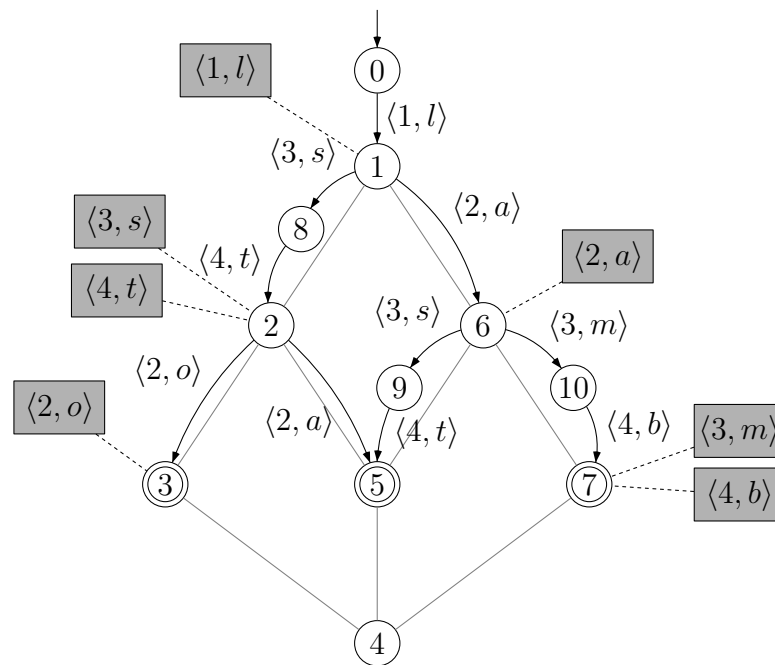 0
⟨1, l⟩
⟨1, l⟩
⟨3, s⟩
1
⟨2, a⟩
8
⟨3, s⟩
⟨4, t⟩
⟨2, a⟩
⟨4, t⟩
⟨3, s⟩
⟨3, m⟩
2
6
⟨2, o⟩
9
10
⟨2, o⟩
⟨2, a⟩
⟨4, t⟩
⟨4, b⟩
⟨3, m⟩
3
5
7
⟨4, b⟩
4